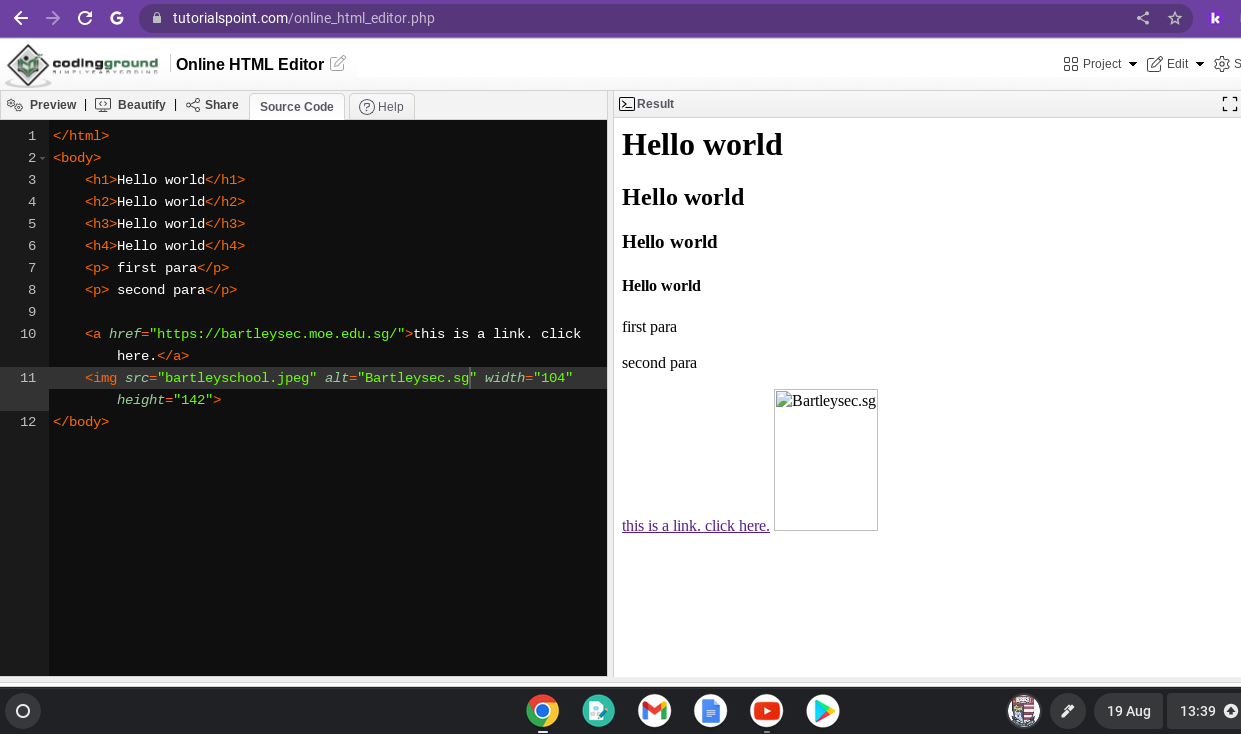 tutorialspoint.com/online_html_editor.php
k
codingground
SIMPLYEASYCODING
Online HTML Editor
Project
Edit
S
Preview | Beautify | Share
Source Code
Help
Result
1 </html>
2 <body>
3 <h1>Hello world</h1>
4 <h2>Hello world</h2>
5 <h3>Hello world</h3>
6 <h4>Hello world</h4>
7 <p> first para</p>
8 <p> second para</p>
9
10 <a href="https://bartleysec.moe.edu.sg/">this is a link. click
here.</a>
11 <img src="bartleyschool.jpeg" alt="Bartleysec.sg" width="104"
height="142">
12 </body>
Hello world
Hello world
Hello world
Hello world
first para
second para
Bartleysec.sg
this is a link. click here.
19 Aug
13:39